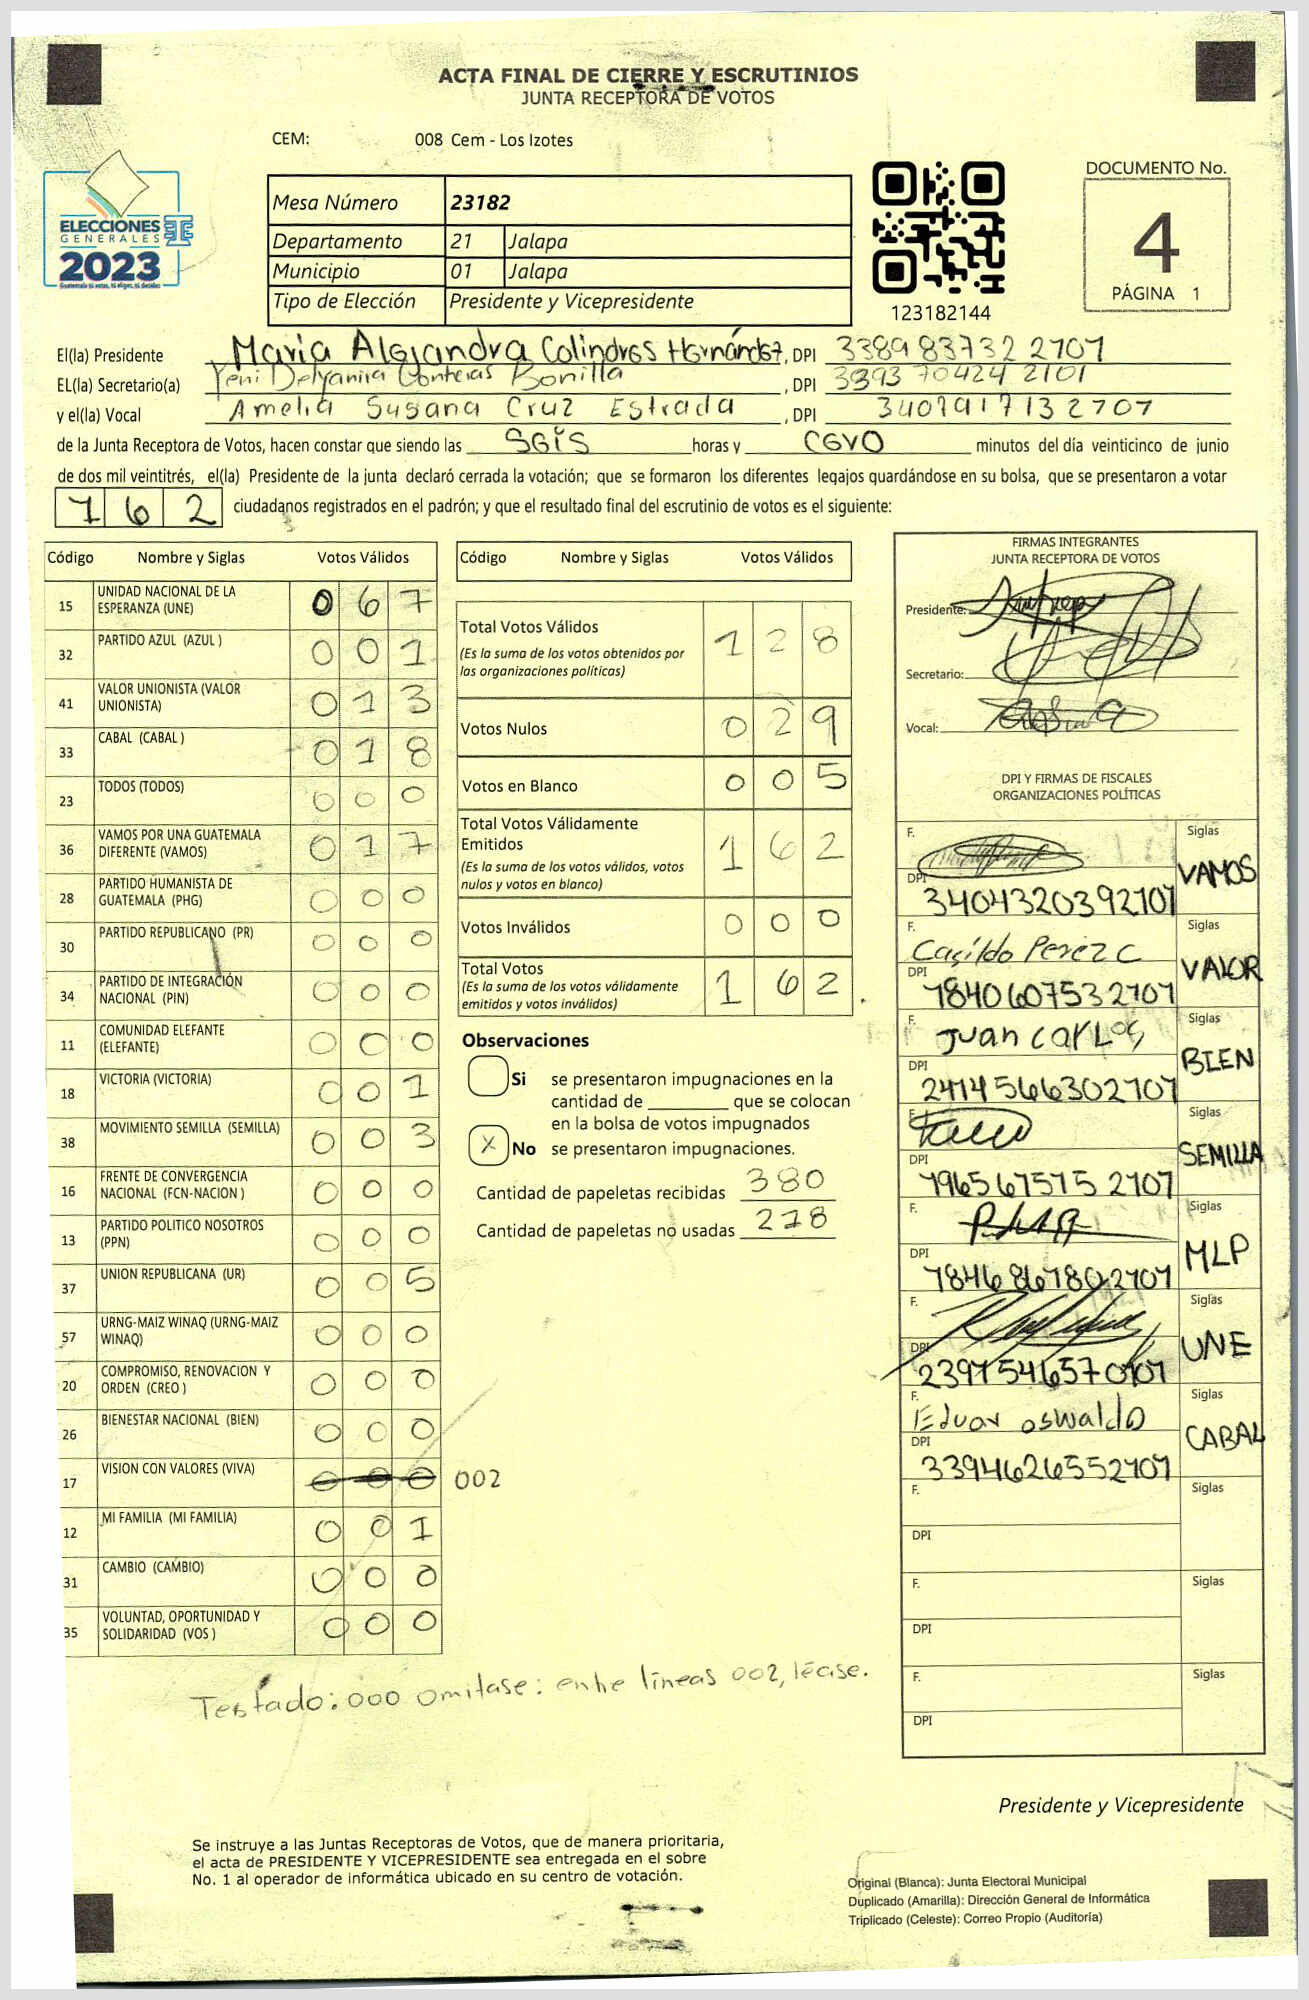 ACTA FINAL DE CIERRE Y ESCRUTINIOS
JUNTA RECEPTORA DE VOTOS
CEM: 008 Cem - Los Izotes
ELECCIONES
GENERALES
2023
Guatemala tú votas, tú eliges, tú decides
Mesa Número 23182
Departamento 21 Jalapa
Municipio 01 Jalapa
Tipo de Elección Presidente y Vicepresidente
123182144
DOCUMENTO No.
4
PÁGINA 1
El(la) Presidente Maria Alejandra Colindres Hernández, DPI 3389 83732 2707
EL(la) Secretario(a) Yeni Delyanira Contreras Bonilla, DPI 3393 70424 2101
y el(la) Vocal Amelia Susana Cruz Estrada, DPI 3407917132707
de la Junta Receptora de Votos, hacen constar que siendo las seis horas y cero minutos del día veinticinco de junio
de dos mil veintitrés, el(la) Presidente de la junta declaró cerrada la votación; que se formaron los diferentes legajos guardándose en su bolsa, que se presentaron a votar
162 ciudadanos registrados en el padrón; y que el resultado final del escrutinio de votos es el siguiente:
Código Nombre y Siglas Votos Válidos
15 UNIDAD NACIONAL DE LA ESPERANZA (UNE) 0 6 7
32 PARTIDO AZUL (AZUL ) 0 0 1
41 VALOR UNIONISTA (VALOR UNIONISTA) 0 1 3
33 CABAL (CABAL ) 0 1 8
23 TODOS (TODOS) 0 0 0
36 VAMOS POR UNA GUATEMALA DIFERENTE (VAMOS) 0 1 7
28 PARTIDO HUMANISTA DE GUATEMALA (PHG) 0 0 0
30 PARTIDO REPUBLICANO (PR) 0 0 0
34 PARTIDO DE INTEGRACIÓN NACIONAL (PIN) 0 0 0
11 COMUNIDAD ELEFANTE (ELEFANTE) 0 0 0
18 VICTORIA (VICTORIA) 0 0 1
38 MOVIMIENTO SEMILLA (SEMILLA) 0 0 3
16 FRENTE DE CONVERGENCIA NACIONAL (FCN-NACION ) 0 0 0
13 PARTIDO POLITICO NOSOTROS (PPN) 0 0 0
37 UNION REPUBLICANA (UR) 0 0 5
57 URNG-MAIZ WINAQ (URNG-MAIZ WINAQ) 0 0 0
20 COMPROMISO, RENOVACION Y ORDEN (CREO ) 0 0 0
26 BIENESTAR NACIONAL (BIEN) 0 0 0
17 VISION CON VALORES (VIVA) 0 0 0 002
12 MI FAMILIA (MI FAMILIA) 0 0 1
31 CAMBIO (CAMBIO) 0 0 0
35 VOLUNTAD, OPORTUNIDAD Y SOLIDARIDAD (VOS ) 0 0 0
Código Nombre y Siglas Votos Válidos
Total Votos Válidos 1 2 8
(Es la suma de los votos obtenidos por
las organizaciones políticas)
Votos Nulos 0 2 9
Votos en Blanco 0 0 5
Total Votos Válidamente
Emitidos 1 6 2
(Es la suma de los votos válidos, votos
nulos y votos en blanco)
Votos Inválidos 0 0 0
Total Votos 1 6 2
(Es la suma de los votos válidamente
emitidos y votos inválidos)
Observaciones
Si se presentaron impugnaciones en la
cantidad de ________ que se colocan
en la bolsa de votos impugnados
X No se presentaron impugnaciones.
Cantidad de papeletas recibidas 380
Cantidad de papeletas no usadas 218
FIRMAS INTEGRANTES
JUNTA RECEPTORA DE VOTOS
Presidente:
Secretario:
Vocal:
DPI Y FIRMAS DE FISCALES
ORGANIZACIONES POLÍTICAS
F. Siglas
VAMOS
DPI
3404320392707
F. Siglas
Casildo Perez C
VALOR
DPI
1840607532707
F. Siglas
Juan Carlos
BIEN
DPI
2414566302707
F. Siglas
SEMILLA
DPI
1965675752707
F. Siglas
MLP
DPI
1846867802707
F. Siglas
UNE
DPI
F. Siglas
Eduar oswaldo
CABAL
DPI
3394626552707
F. Siglas
DPI
F. Siglas
DPI
F. Siglas
DPI
Testado: 000 omitase: entre lineas 002, léase.
Presidente y Vicepresidente
Se instruye a las Juntas Receptoras de Votos, que de manera prioritaria,
el acta de PRESIDENTE Y VICEPRESIDENTE sea entregada en el sobre
No. 1 al operador de informática ubicado en su centro de votación.
Original (Blanca): Junta Electoral Municipal
Duplicado (Amarilla): Dirección General de Informática
Triplicado (Celeste): Correo Propio (Auditoría)